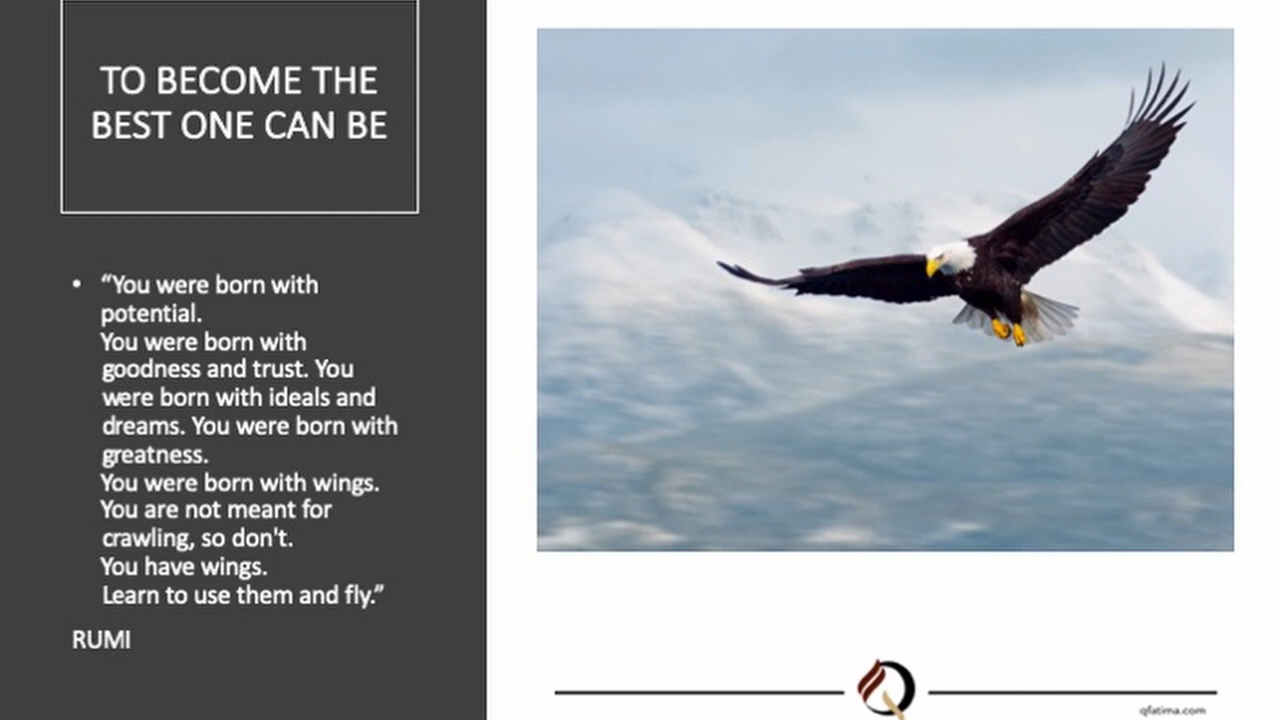 TO BECOME THE
BEST ONE CAN BE
• “You were born with
potential.
You were born with
goodness and trust. You
were born with ideals and
dreams. You were born with
greatness.
You were born with wings.
You are not meant for
crawling, so don't.
You have wings.
Learn to use them and fly.”
RUMI
qfatima.com